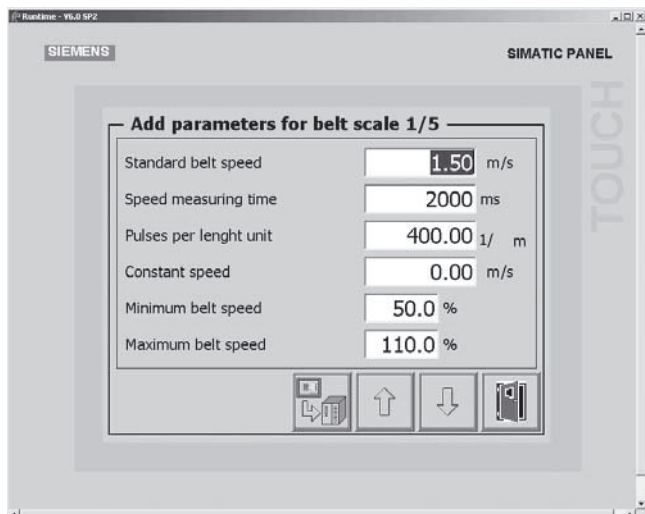 Runtime - V6.0 SP2
SIEMENS
SIMATIC PANEL
TOUCH
Add parameters for belt scale 1/5
Standard belt speed 1.50 m/s
Speed measuring time 2000 ms
Pulses per lenght unit 400.00 1/ m
Constant speed 0.00 m/s
Minimum belt speed 50.0 %
Maximum belt speed 110.0 %